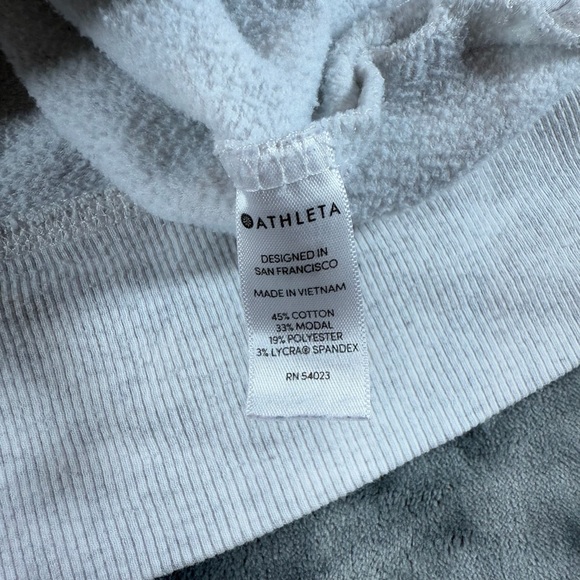 ATHLETA
DESIGNED IN
SAN FRANCISCO
MADE IN VIETNAM
45% COTTON
33% MODAL
19% POLYESTER
3% LYCRA® SPANDEX
RN 54023